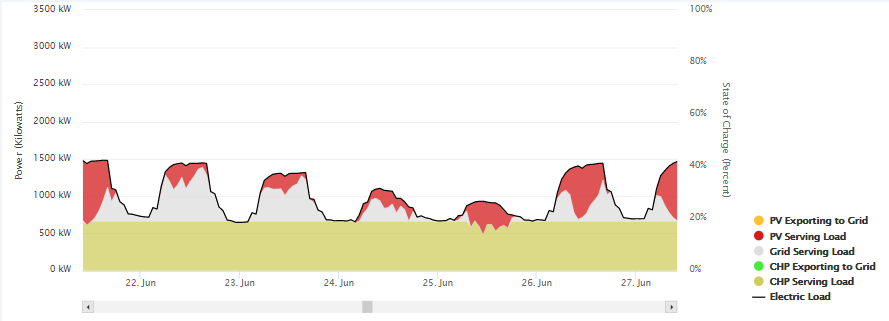 3500 kW
3000 kW
2500 kW
2000 kW
1500 kW
1000 kW
500 kW
0 kW
Power (Kilowatts)
100%
80%
60%
40%
20%
0%
State of Charge (Percent)
22. Jun
23. Jun
24. Jun
25. Jun
26. Jun
27. Jun
PV Exporting to Grid
PV Serving Load
Grid Serving Load
CHP Exporting to Grid
CHP Serving Load
Electric Load